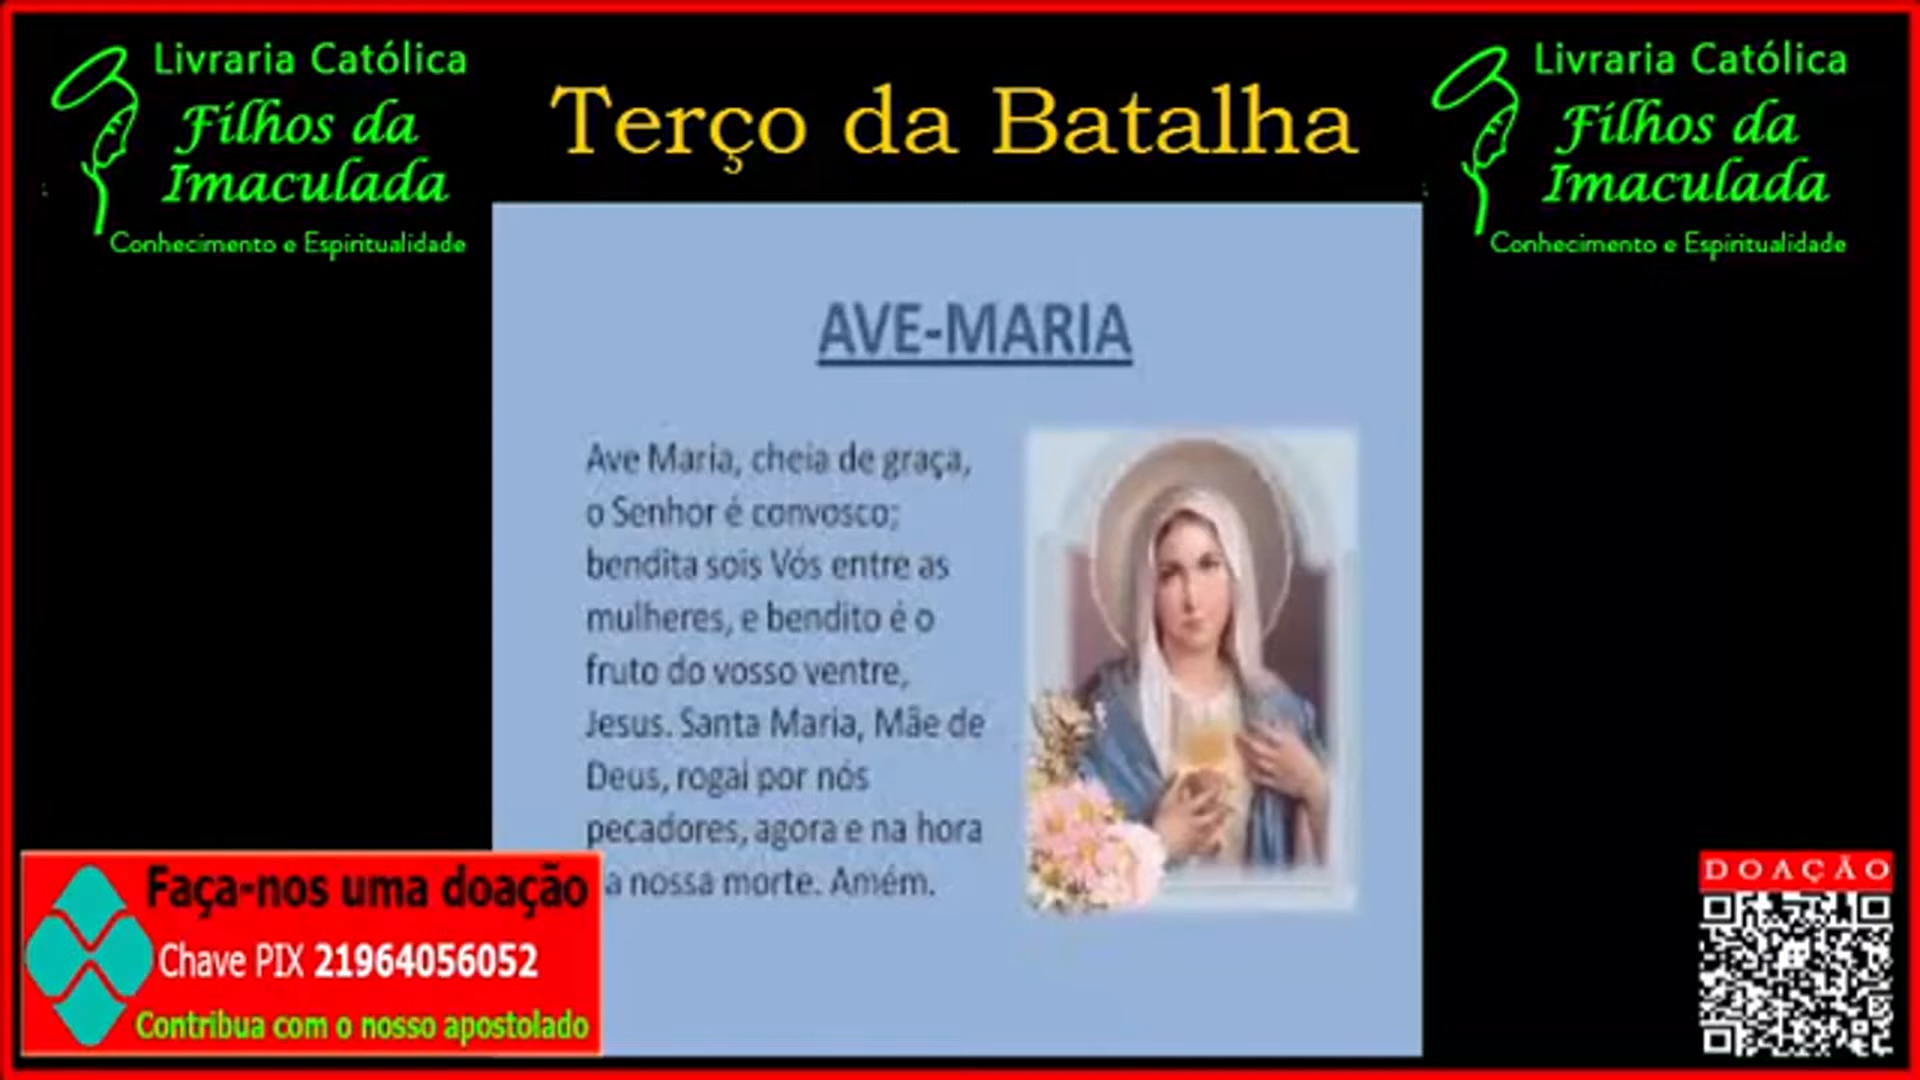 Livraria Católica
Filhos da
Imaculada
Conhecimento e Espiritualidade
Terço da Batalha
Livraria Católica
Filhos da
Imaculada
Conhecimento e Espiritualidade
AVE-MARIA
Ave Maria, cheia de graça,
o Senhor é convosco;
bendita sois Vós entre as
mulheres, e bendito é o
fruto do vosso ventre,
Jesus. Santa Maria, Mãe de
Deus, rogai por nós
pecadores, agora e na hora
a nossa morte. Amém.
Faça-nos uma doação
Chave PIX 21964056052
Contribua com o nosso apostolado
DOAÇÃO